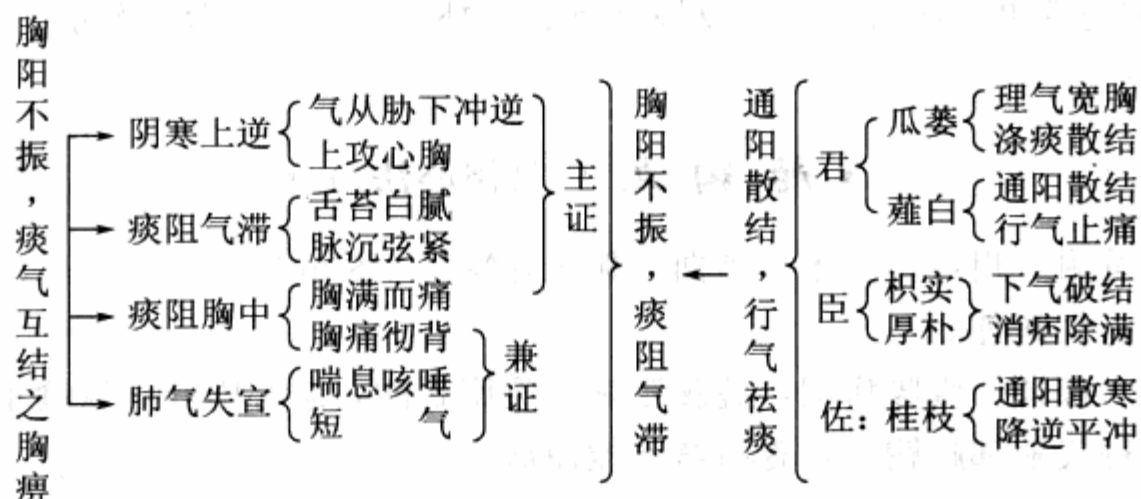 胸阳不振，痰气互结之胸痹
阴寒上逆
气从胁下冲逆
上攻心胸
痰阻气滞
舌苔白腻
脉沉弦紧
痰阻胸中
胸满而痛
胸痛彻背
肺气失宣
喘息咳唾
短 气
主证
兼证
胸阳不振，痰阻气滞
通阳散结，行气祛痰
君
瓜蒌
理气宽胸
涤痰散结
薤白
通阳散结
行气止痛
臣
枳实
厚朴
下气破结
消痞除满
佐：桂枝
通阳散寒
降逆平冲